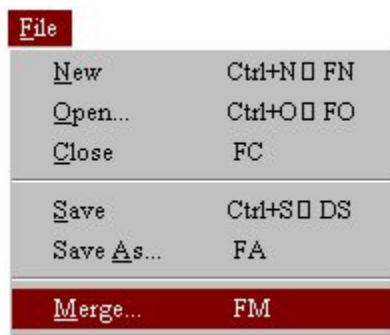 File
New Ctrl+N▯ FN
Open... Ctrl+O▯ FO
Close FC
Save Ctrl+S▯ DS
Save As... FA
Merge... FM